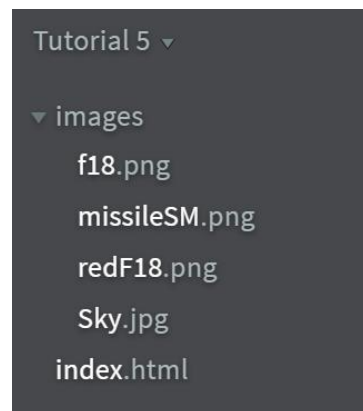 Tutorial 5
images
f18.png
missileSM.png
redF18.png
Sky.jpg
index.html